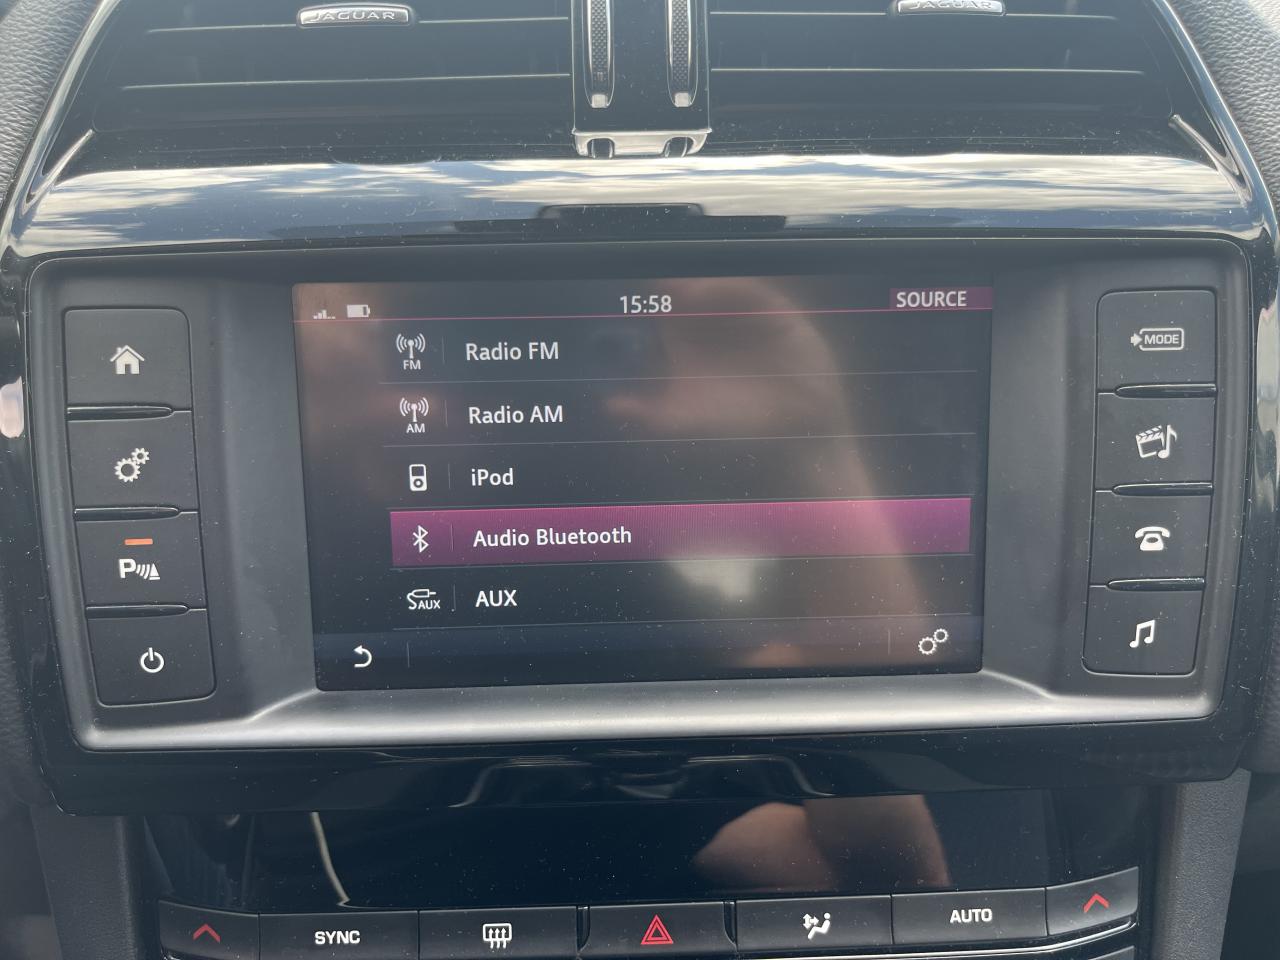 JAGUAR
JAGUAR
15:58
SOURCE
FM
Radio FM
AM
Radio AM
iPod
Audio Bluetooth
AUX
AUX
MODE
P
SYNC
AUTO